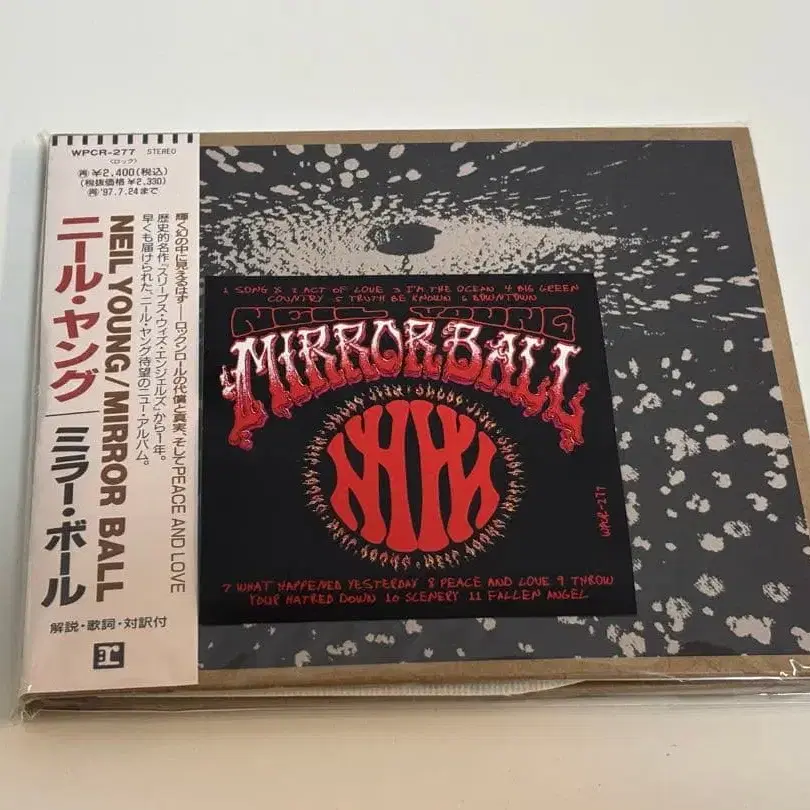 WPCR-277 STEREO
〈ロック〉
¥2,400(税込)
(税抜価格 ¥2,330)
'97.7.24まで
輝く幻の中に見えるはず──ロックンロールの代償と真実、そしてPEACE AND LOVE
歴史的名作『スリープス・ウィズ・エンジェルズ』から1年。
早くも届けられた、ニール・ヤング待望のニュー・アルバム。
NEIL YOUNG/MIRROR BALL
ニール・ヤング/ミラー・ボール
解説・歌詞・対訳付
1 SONG X 2 ACT OF LOVE 3 I'M THE OCEAN 4 BIG GREEN
COUNTRY 5 TRUTH BE KNOWN 6 DOWNTOWN
NEIL YOUNG
MIRROR BALL
NY
WPCR-277
7 WHAT HAPPENED YESTERDAY 8 PEACE AND LOVE 9 THROW
YOUR HATRED DOWN 10 SCENERY 11 FALLEN ANGEL